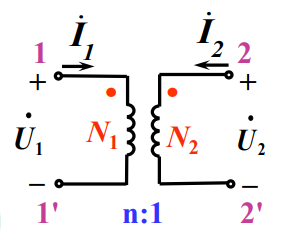 İ₁ İ₂
1 2
+ +
U̇₁ N₁ N₂ U̇₂
− −
1' n:1 2'